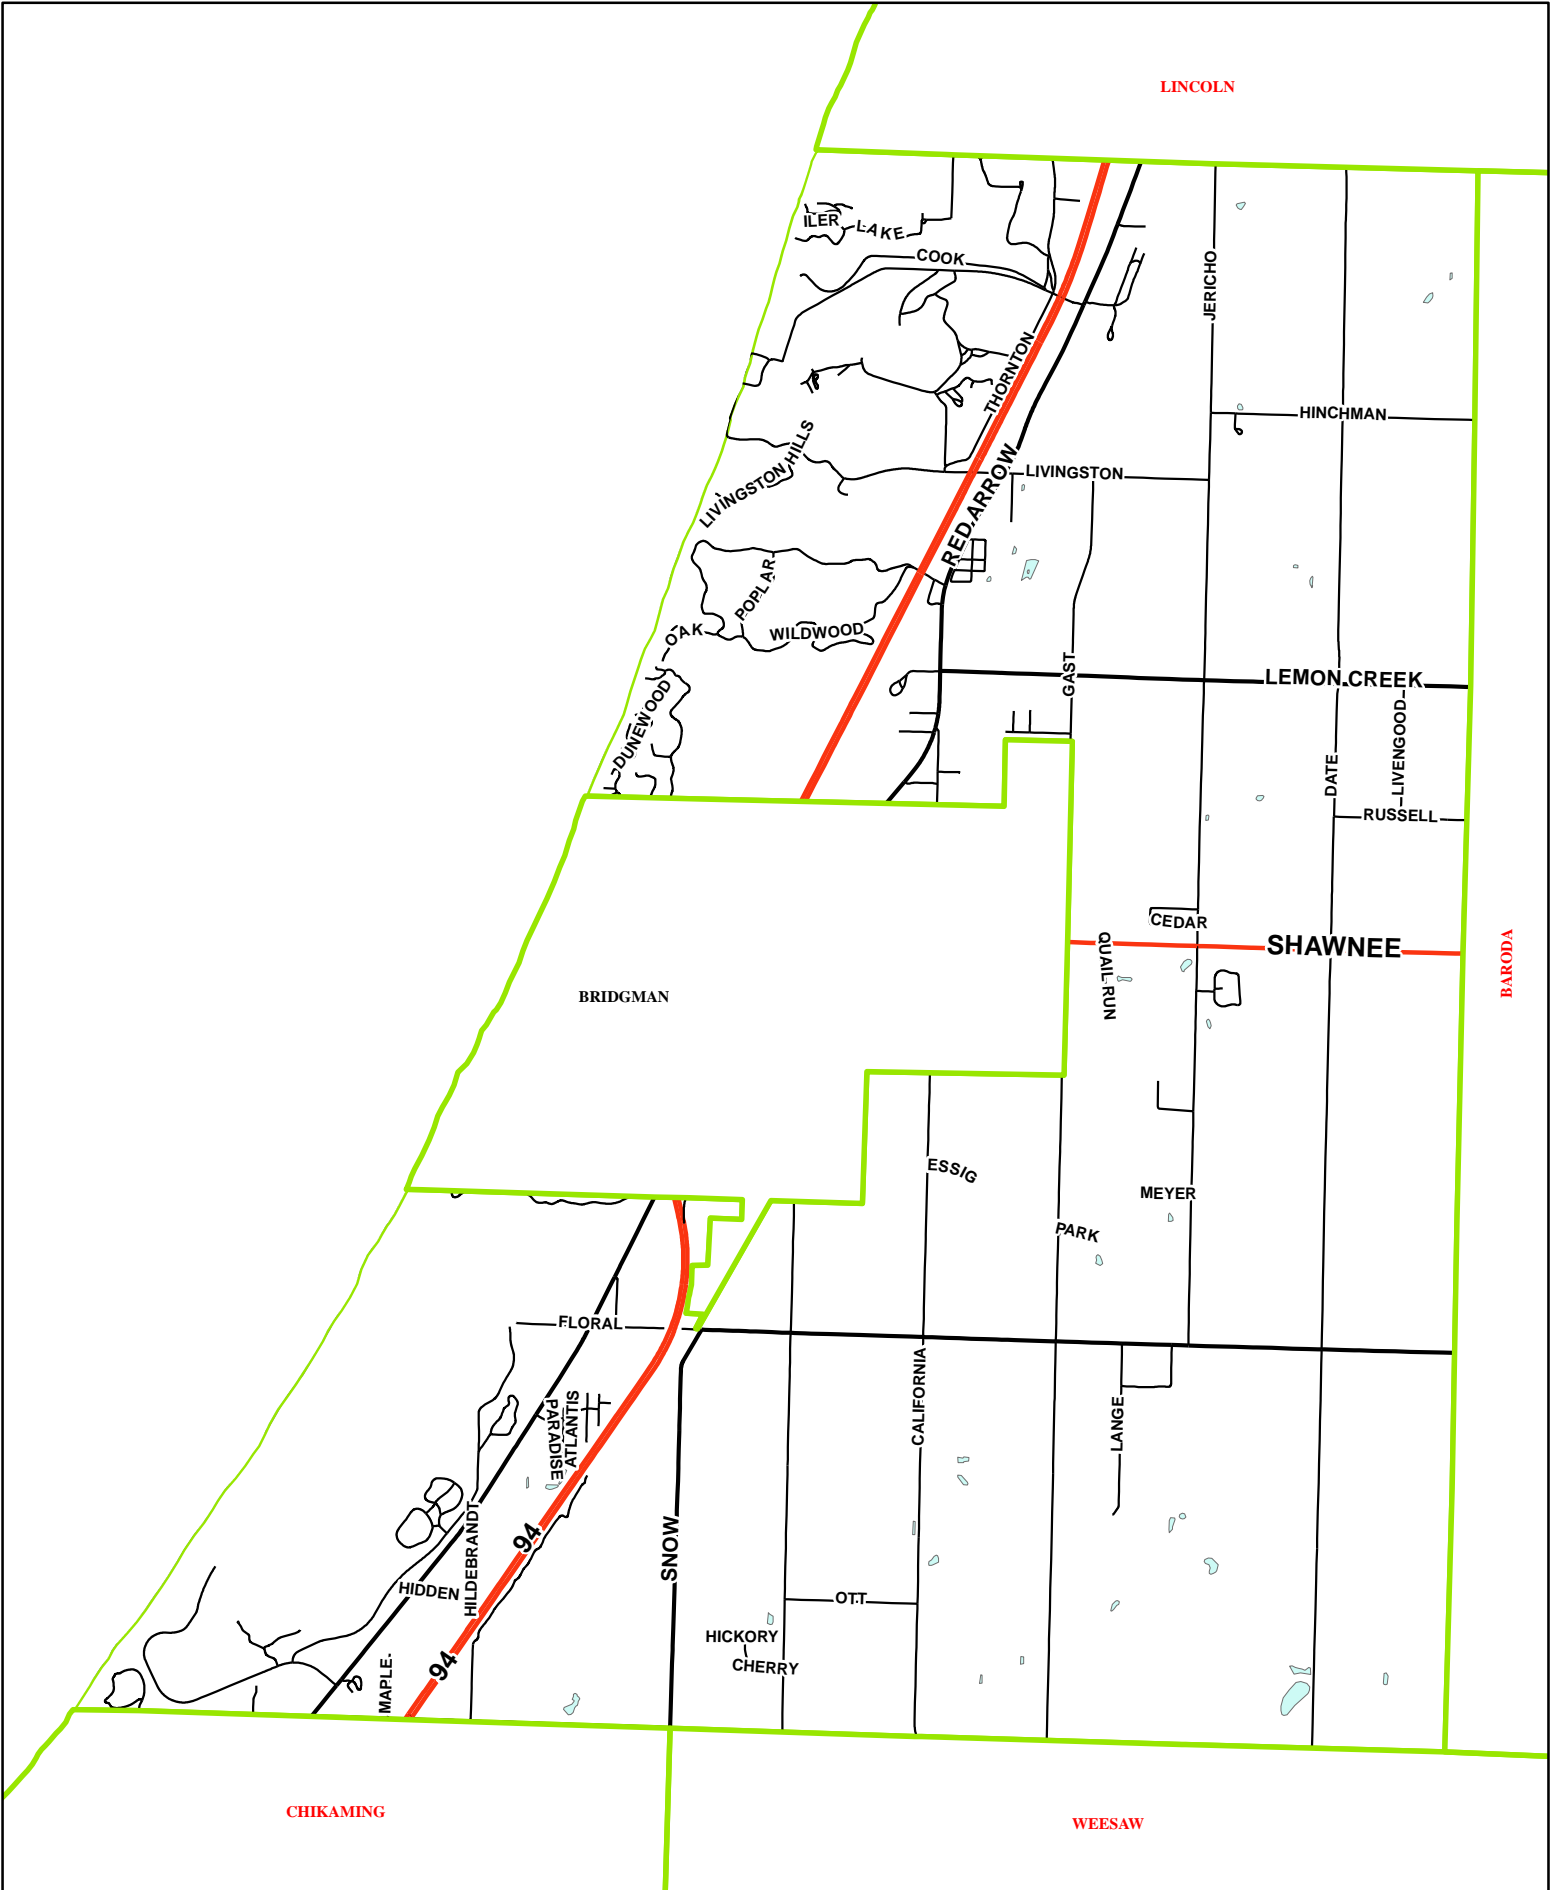 LINCOLN
ILER
LAKE
COOK
JERICHO
THORNTON
HINCHMAN
LIVINGSTON HILLS
RED ARROW
LIVINGSTON
POPLAR
OAK
WILDWOOD
GAST
LEMON CREEK
DUNEWOOD
LIVENGOOD
DATE
RUSSELL
CEDAR
QUAIL RUN
SHAWNEE
BARODA
BRIDGMAN
ESSIG
MEYER
PARK
FLORAL
CALIFORNIA
PARADISE
ATLANTIS
LANGE
HILDEBRANDT
94
SNOW
HIDDEN
OTT
HICKORY
CHERRY
94
MAPLE
CHIKAMING
WEESAW